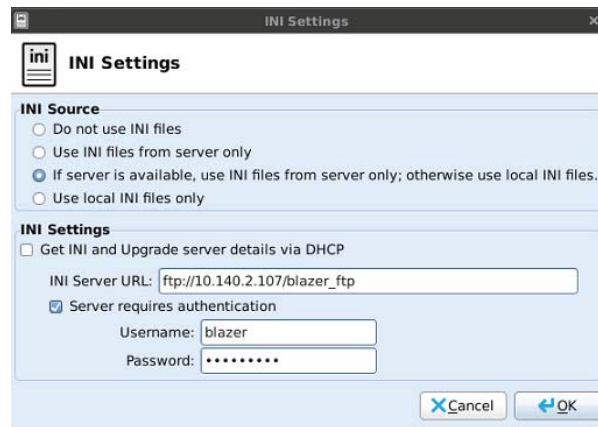 INI Settings
ini
INI Settings
INI Source
Do not use INI files
Use INI files from server only
If server is available, use INI files from server only; otherwise use local INI files.
Use local INI files only
INI Settings
Get INI and Upgrade server details via DHCP
INI Server URL: ftp://10.140.2.107/blazer_ftp
Server requires authentication
Username: blazer
Password: •••••••••
Cancel OK